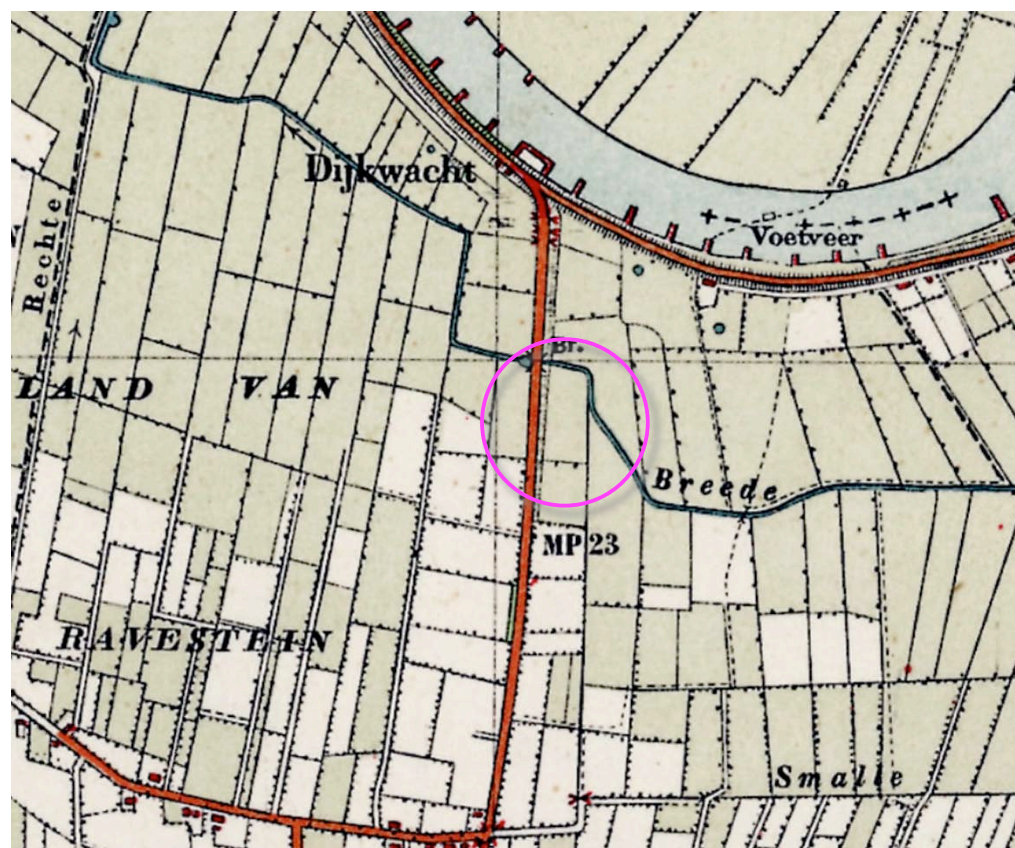 Dijkwacht
Voetveer
Rechte
Br.
LAND VAN
Breede
MP 23
RAVESTEIN
Smalle